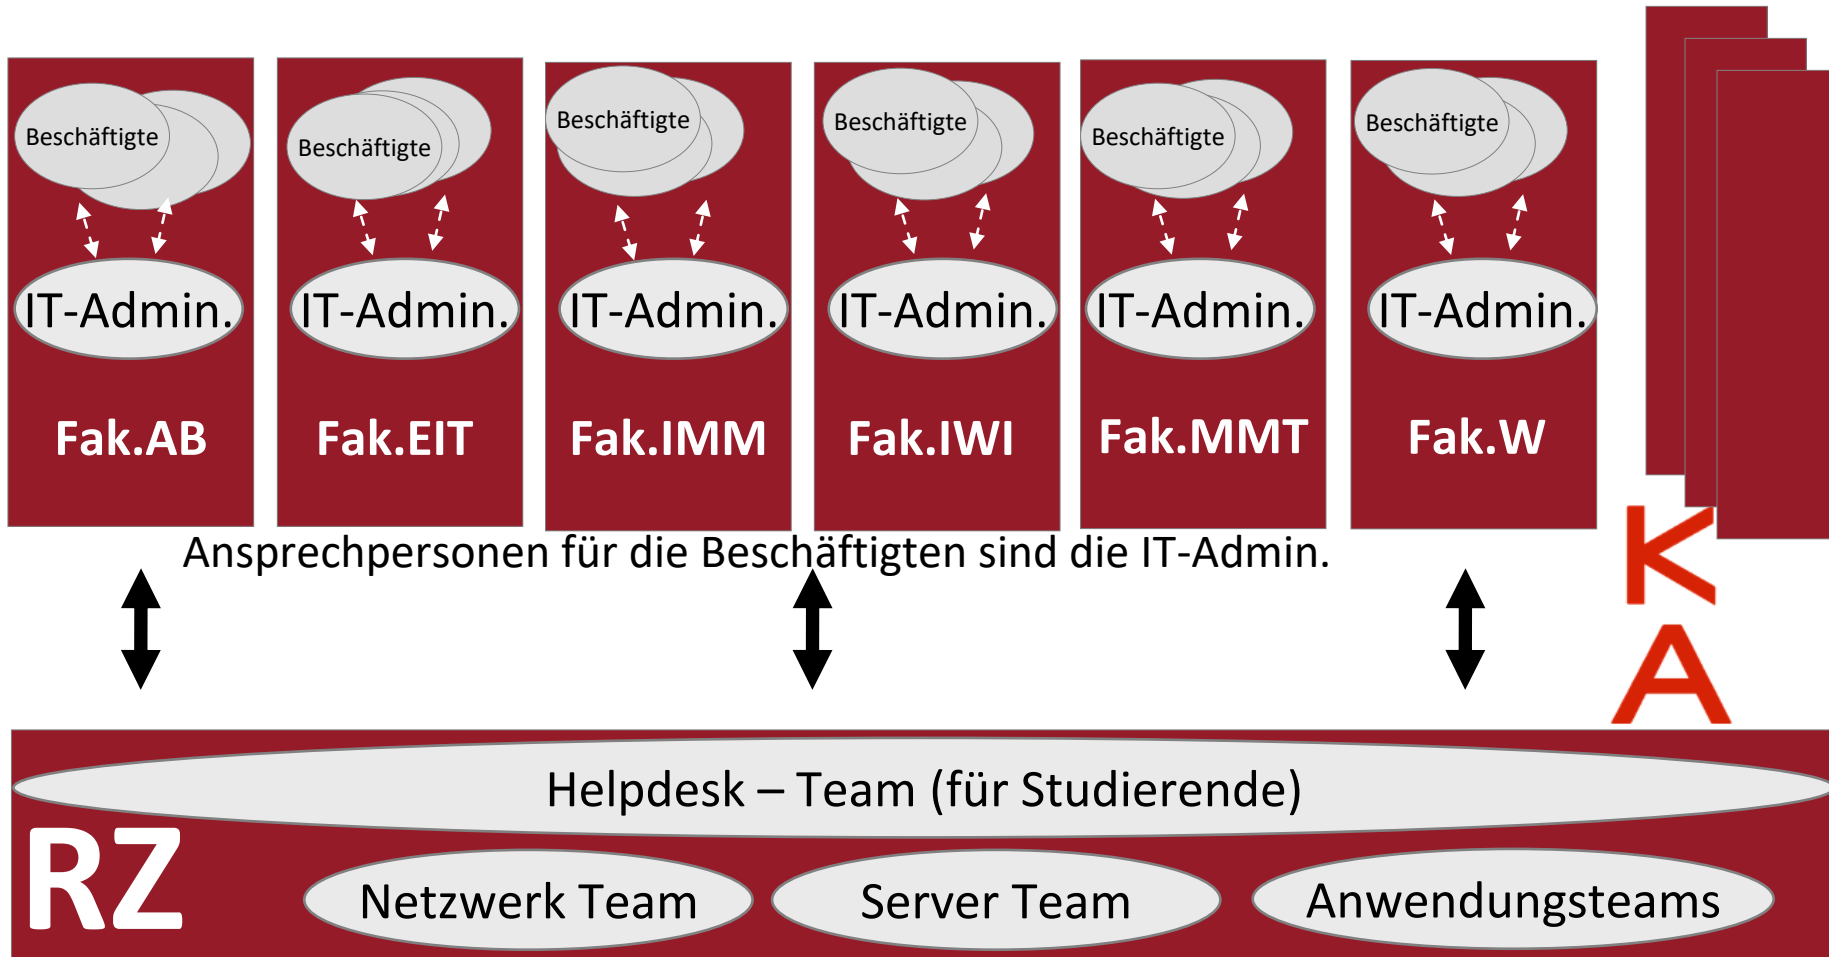 Beschäftigte
Beschäftigte
Beschäftigte
Beschäftigte
Beschäftigte
Beschäftigte
IT-Admin.
IT-Admin.
IT-Admin.
IT-Admin.
IT-Admin.
IT-Admin.
Fak.AB
Fak.EIT
Fak.IMM
Fak.IWI
Fak.MMT
Fak.W
Ansprechpersonen für die Beschäftigten sind die IT-Admin.
K
A
Helpdesk – Team (für Studierende)
RZ
Netzwerk Team
Server Team
Anwendungsteams